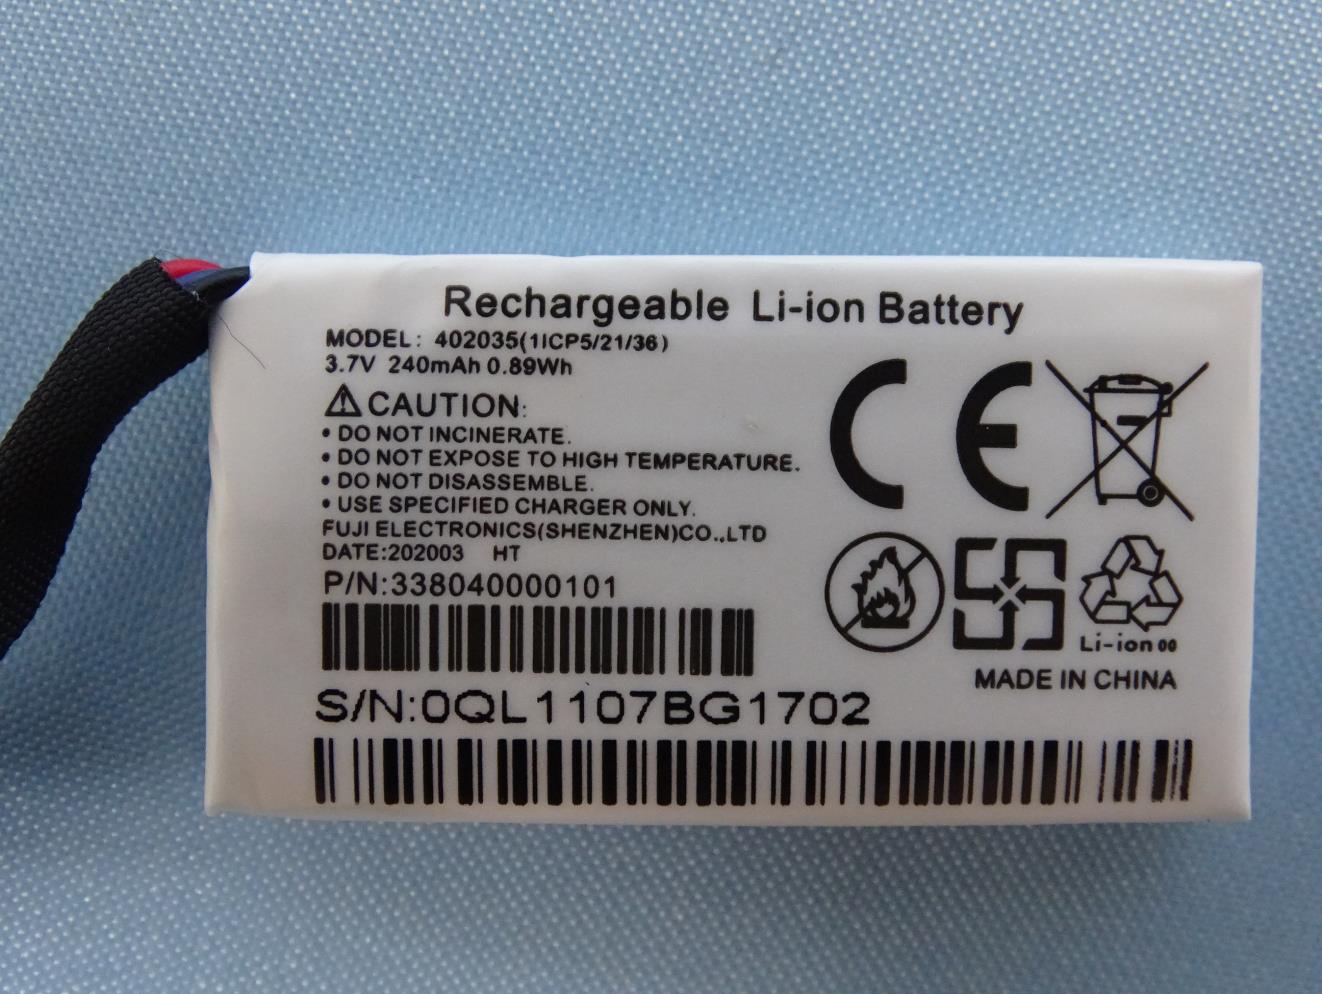 Rechargeable Li-ion Battery
MODEL: 402035(1ICP5/21/36)
3.7V 240mAh 0.89Wh
CAUTION:
• DO NOT INCINERATE.
• DO NOT EXPOSE TO HIGH TEMPERATURE.
• DO NOT DISASSEMBLE.
• USE SPECIFIED CHARGER ONLY.
FUJI ELECTRONICS(SHENZHEN)CO.,LTD
DATE:202003 HT
P/N:338040000101
S/N:0QL1107BG1702
CE
Li-ion 00
MADE IN CHINA